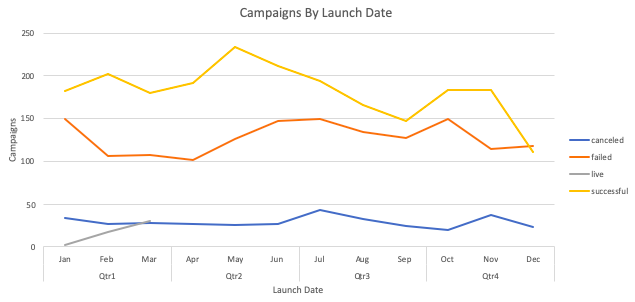 Campaigns By Launch Date
250
200
150
100
50
0
Campaigns
Jan Feb Mar Apr May Jun Jul Aug Sep Oct Nov Dec
Qtr1 Qtr2 Qtr3 Qtr4
Launch Date
canceled
failed
live
successful